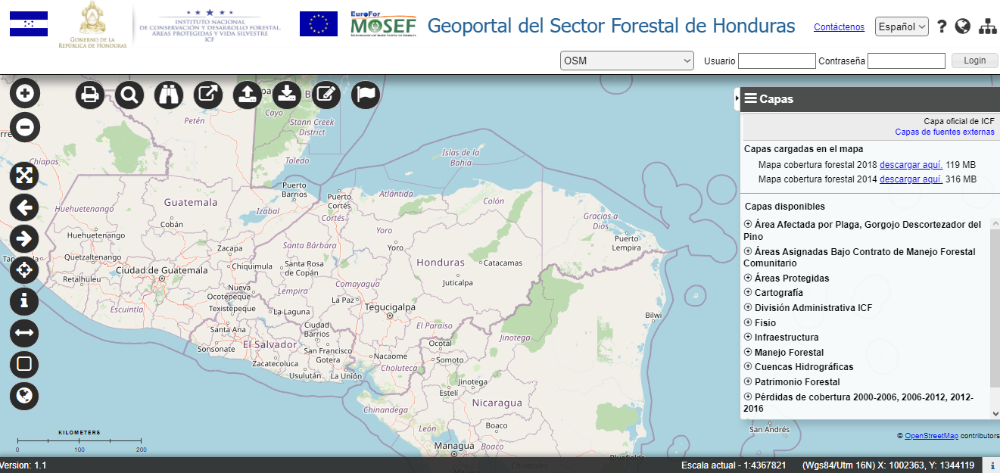 GOBIERNO DE LA
REPÚBLICA DE HONDURAS
INSTITUTO NACIONAL
DE CONSERVACIÓN Y DESARROLLO FORESTAL
ÁREAS PROTEGIDAS Y VIDA SILVESTRE
ICF
EuroFor
MOSEF
Geoportal del Sector Forestal de Honduras
Contáctenos
Español
?
OSM
Usuario
Contraseña
Login
Capas
Capa oficial de ICF
Capas de fuentes externas
Capas cargadas en el mapa
Mapa cobertura forestal 2018 descargar aquí. 119 MB
Mapa cobertura forestal 2014 descargar aquí. 316 MB
Capas disponibles
Área Afectada por Plaga, Gorgojo Descortezador del
Pino
Áreas Asignadas Bajo Contrato de Manejo Forestal
Comunitario
Áreas Protegidas
Cartografía
División Administrativa ICF
Fisio
Infraestructura
Manejo Forestal
Cuencas Hidrográficas
Patrimonio Forestal
Pérdidas de cobertura 2000-2006, 2006-2012, 2012-
2016
Petén
Cayo
Stann Creek
District
Toledo
Chiapas
Islas de la
Bahía
Puerto
Barrios
Puerto
Cortés
Cortés
Atlántida
Colón
Gracias a
Dios
Puerto
Lempira
Guatemala
Huehuetenango
Izabal
Cobán
Huehuetenango
Yoro
Yoro
Zacapa
Santa Bárbara
Quetzaltenango
Ciudad de Guatemala
Chiquimula
Santa Rosa
de Copán
Honduras
Catacamas
Retalhuleu
Juticalpa
Nueva
Ocotepeque
Lempira
Comayagua
La Paz
Escuintla
Texistepeque
La Laguna
Tegucigalpa
Santa Ana
Ciudad
Barrios
El Paraíso
Bilwi
Jinotega
Sonsonate
El Salvador
San Francisco
Gotera
Nacaome
Ocotal
Somoto
Zacatecoluca
Usulután
La Unión
Choluteca
Jinotega
Estelí
Nicaragua
Chinandega
León
Boaco
Managua
Boaco
Bluefields
Chontales
San Andrés
KILOMETERS
0 100 200
© OpenStreetMap contributors
Version: 1.1
Escala actual - 1:4367821
(Wgs84/Utm 16N) X: 1002363, Y: 1344119
i